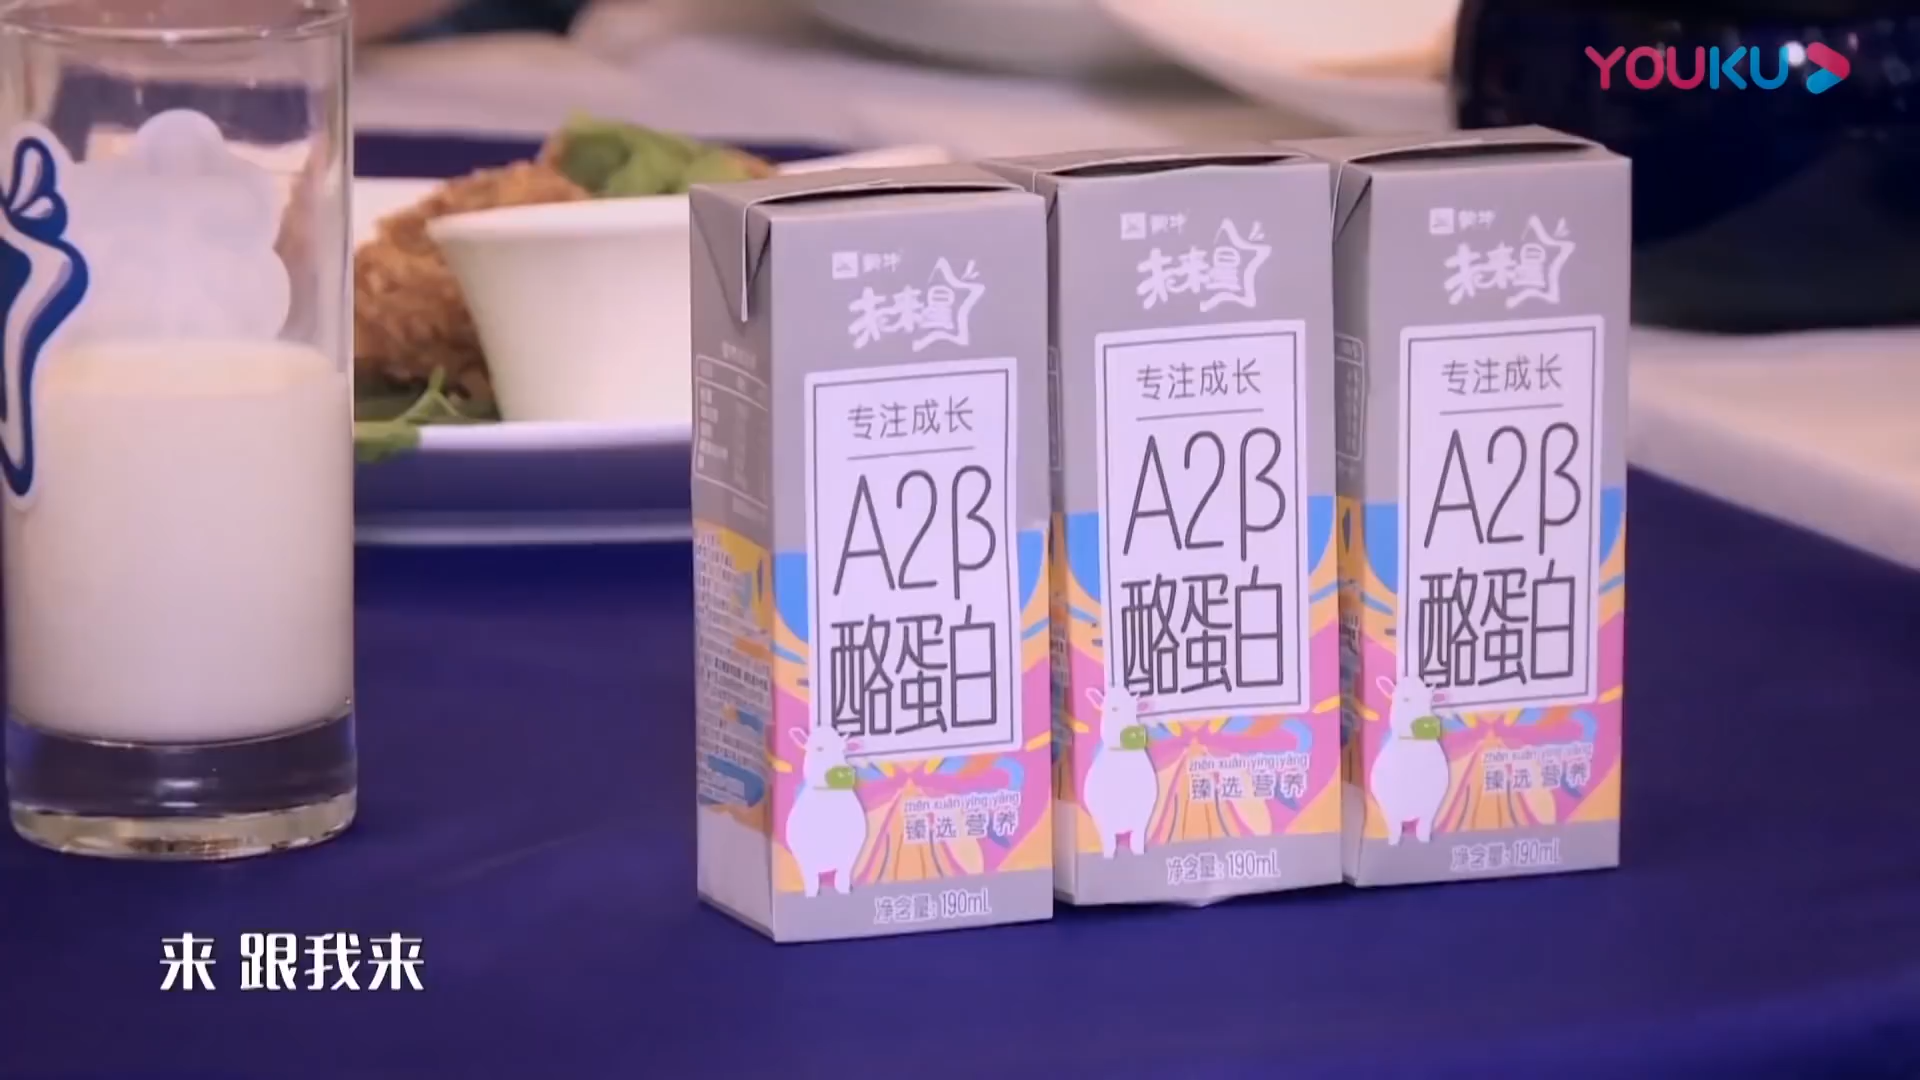 YOUKU
蒙牛
未来星
专注成长
A2β
酪蛋白
zhēn xuǎn yíng yǎng
臻选营养
净含量:190mL
蒙牛
未来星
专注成长
A2β
酪蛋白
zhēn xuǎn yíng yǎng
臻选营养
净含量:190mL
蒙牛
未来星
专注成长
A2β
酪蛋白
zhēn xuǎn yíng yǎng
臻选营养
净含量:190mL
来 跟我来